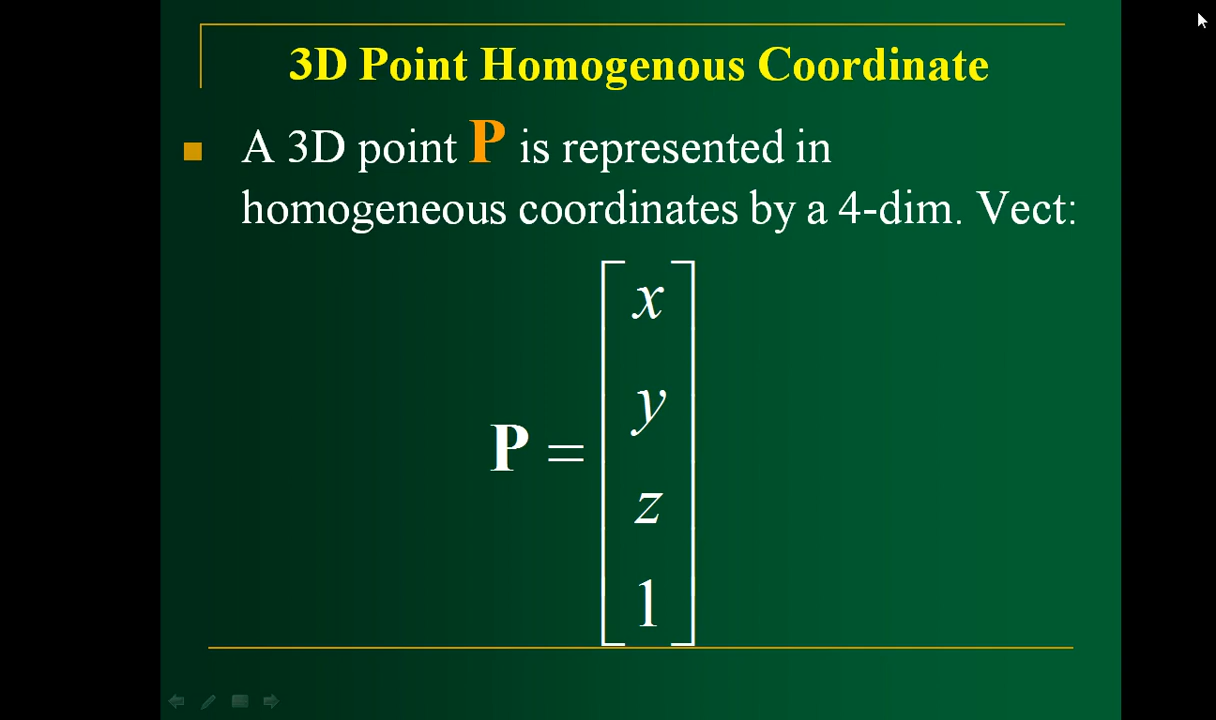 3D Point Homogenous Coordinate
A 3D point P is represented in
homogeneous coordinates by a 4-dim. Vect:
x
y
P =
z
1